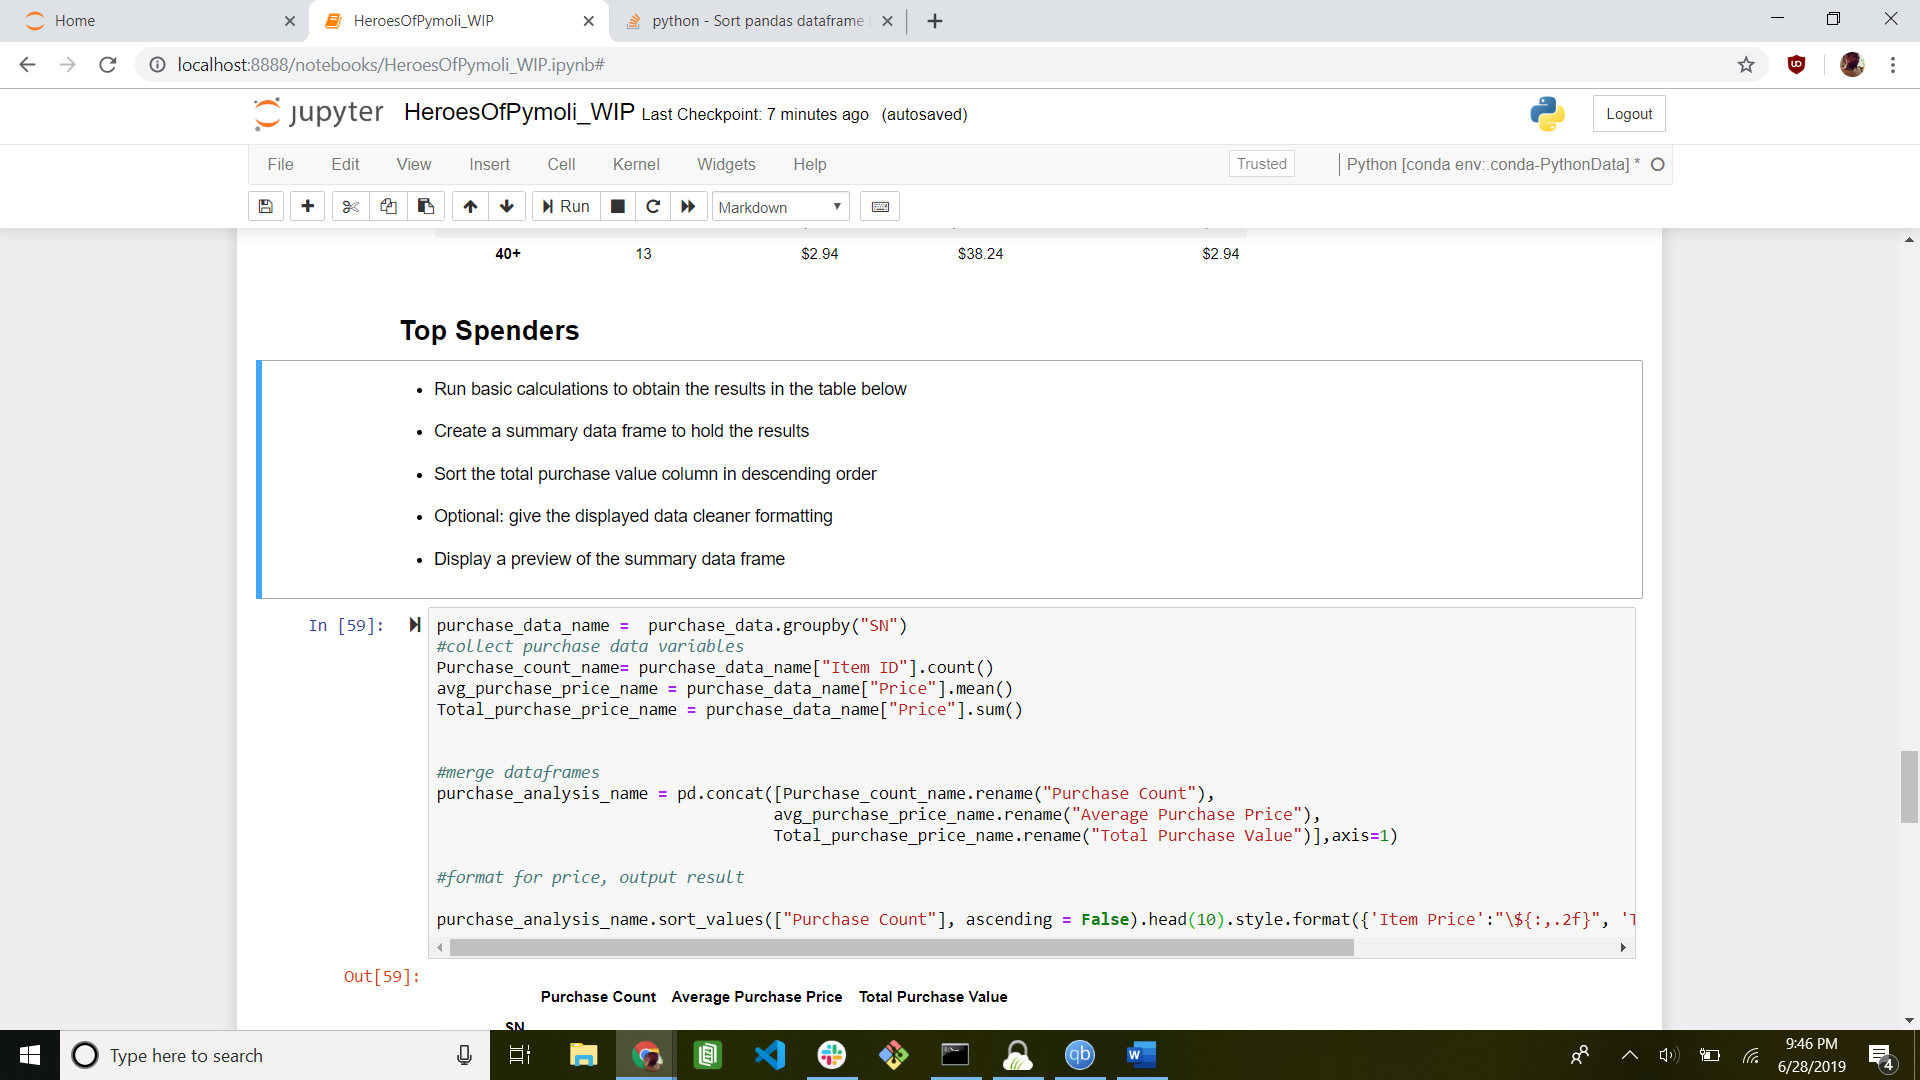 Home
HeroesOfPymoli_WIP
python - Sort pandas dataframe
localhost:8888/notebooks/HeroesOfPymoli_WIP.ipynb#
jupyter HeroesOfPymoli_WIP Last Checkpoint: 7 minutes ago (autosaved)
Logout
File Edit View Insert Cell Kernel Widgets Help
Trusted
Python [conda env:.conda-PythonData] *
Run
Markdown
40+ 13 $2.94 $38.24 $2.94
Top Spenders
• Run basic calculations to obtain the results in the table below
• Create a summary data frame to hold the results
• Sort the total purchase value column in descending order
• Optional: give the displayed data cleaner formatting
• Display a preview of the summary data frame
In [59]:
purchase_data_name =  purchase_data.groupby("SN")
#collect purchase data variables
Purchase_count_name= purchase_data_name["Item ID"].count()
avg_purchase_price_name = purchase_data_name["Price"].mean()
Total_purchase_price_name = purchase_data_name["Price"].sum()
#merge dataframes
purchase_analysis_name = pd.concat([Purchase_count_name.rename("Purchase Count"),
avg_purchase_price_name.rename("Average Purchase Price"),
Total_purchase_price_name.rename("Total Purchase Value")],axis=1)
#format for price, output result
purchase_analysis_name.sort_values(["Purchase Count"], ascending = False).head(10).style.format({'Item Price':"\${:,.2f}", 'T
Out[59]:
Purchase Count Average Purchase Price Total Purchase Value
SN
Type here to search
qb
W
9:46 PM
6/28/2019
4